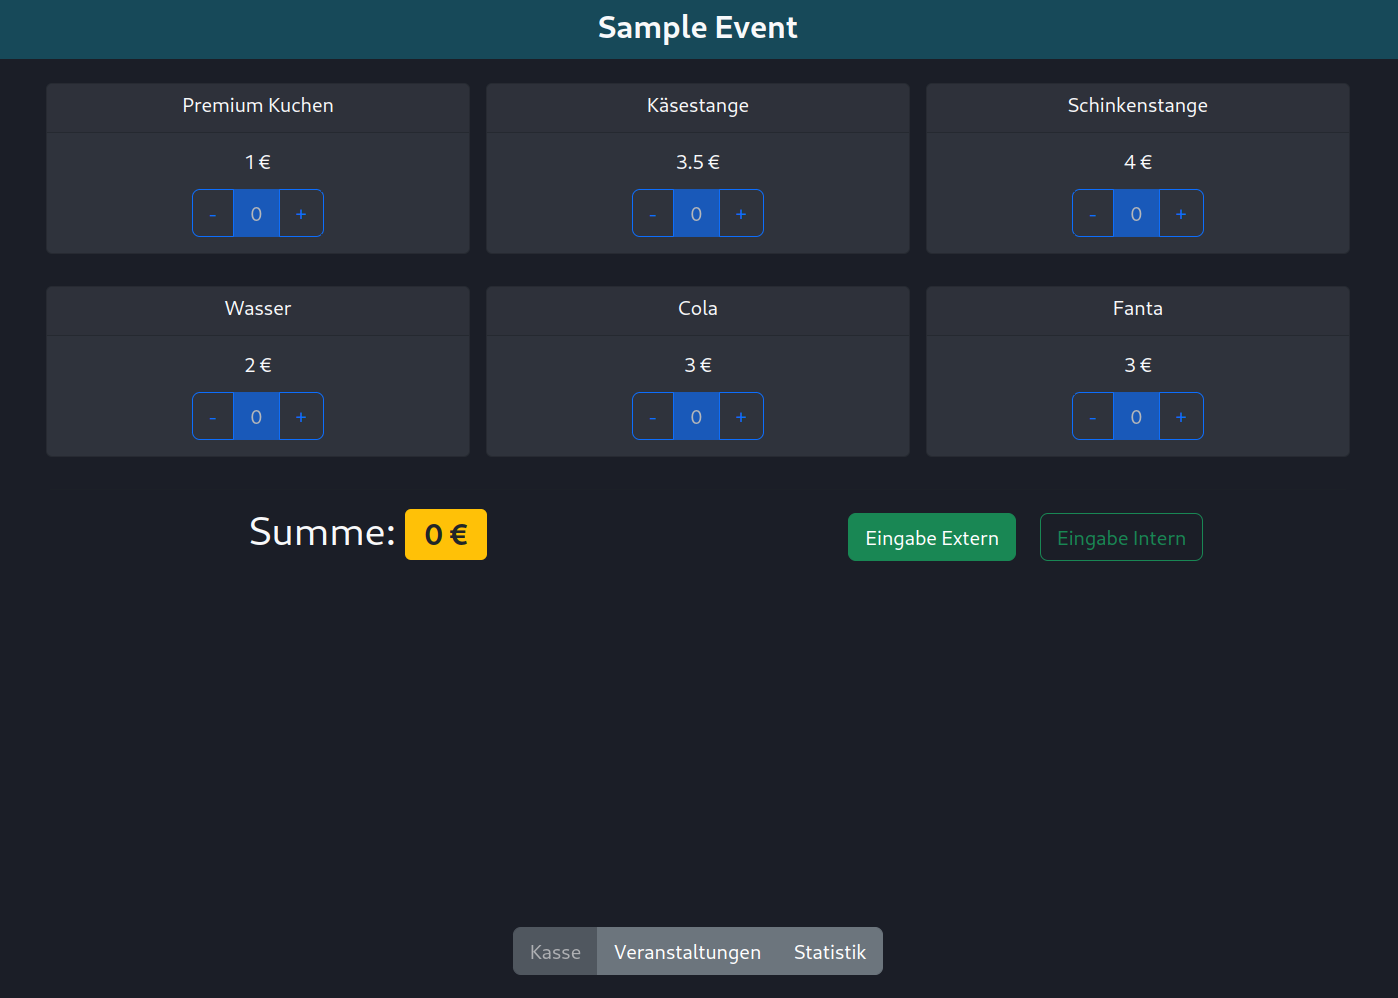 Sample Event
Premium Kuchen
1 €
- 0 +
Käsestange
3.5 €
- 0 +
Schinkenstange
4 €
- 0 +
Wasser
2 €
- 0 +
Cola
3 €
- 0 +
Fanta
3 €
- 0 +
Summe: 0 €
Eingabe Extern
Eingabe Intern
Kasse
Veranstaltungen
Statistik